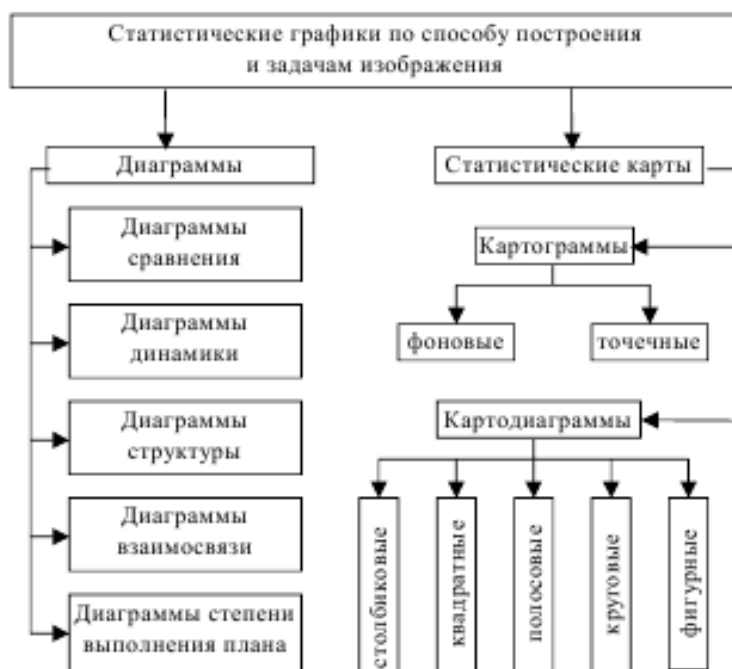 Статистические графики по способу построения
и задачам изображения
Диаграммы
Диаграммы
сравнения
Диаграммы
динамики
Диаграммы
структуры
Диаграммы
взаимосвязи
Диаграммы степени
выполнения плана
Статистические карты
Картограммы
фоновые
точечные
Картодиаграммы
столбиковые
квадратные
полосовые
круговые
фигурные